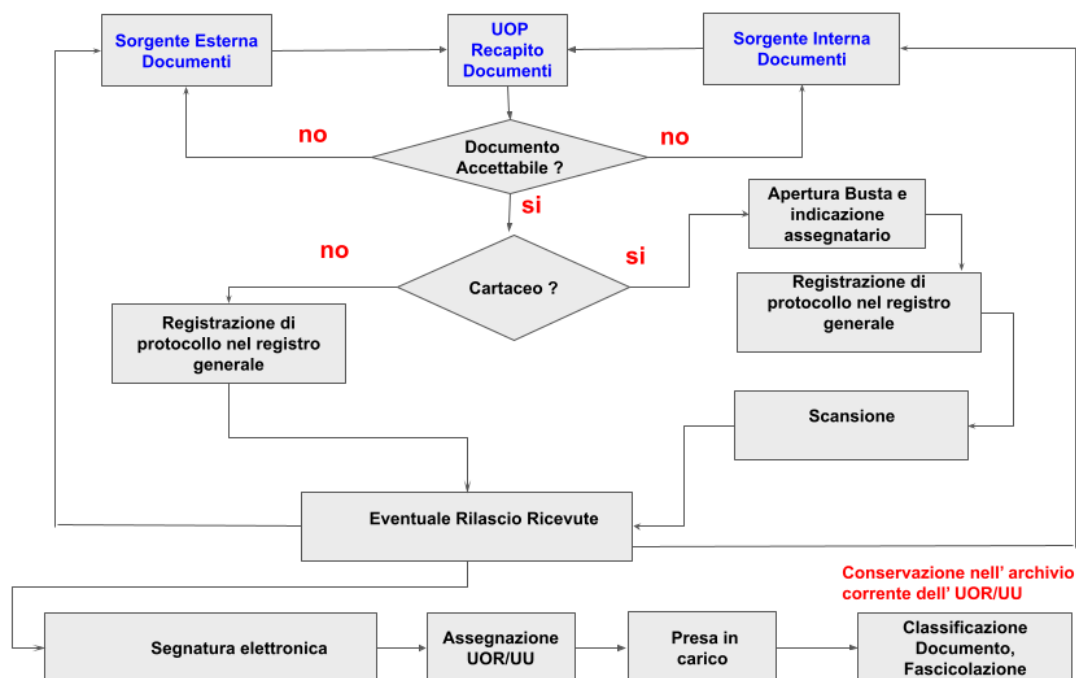 Sorgente Esterna
Documenti
UOP
Recapito
Documenti
Sorgente Interna
Documenti
no
Documento
Accettabile ?
no
si
Apertura Busta e
indicazione
assegnatario
no
si
Cartaceo ?
Registrazione di
protocollo nel registro
generale
Registrazione di
protocollo nel registro
generale
Scansione
Eventuale Rilascio Ricevute
Conservazione nell' archivio
corrente dell' UOR/UU
Segnatura elettronica
Assegnazione
UOR/UU
Presa in
carico
Classificazione
Documento,
Fascicolazione